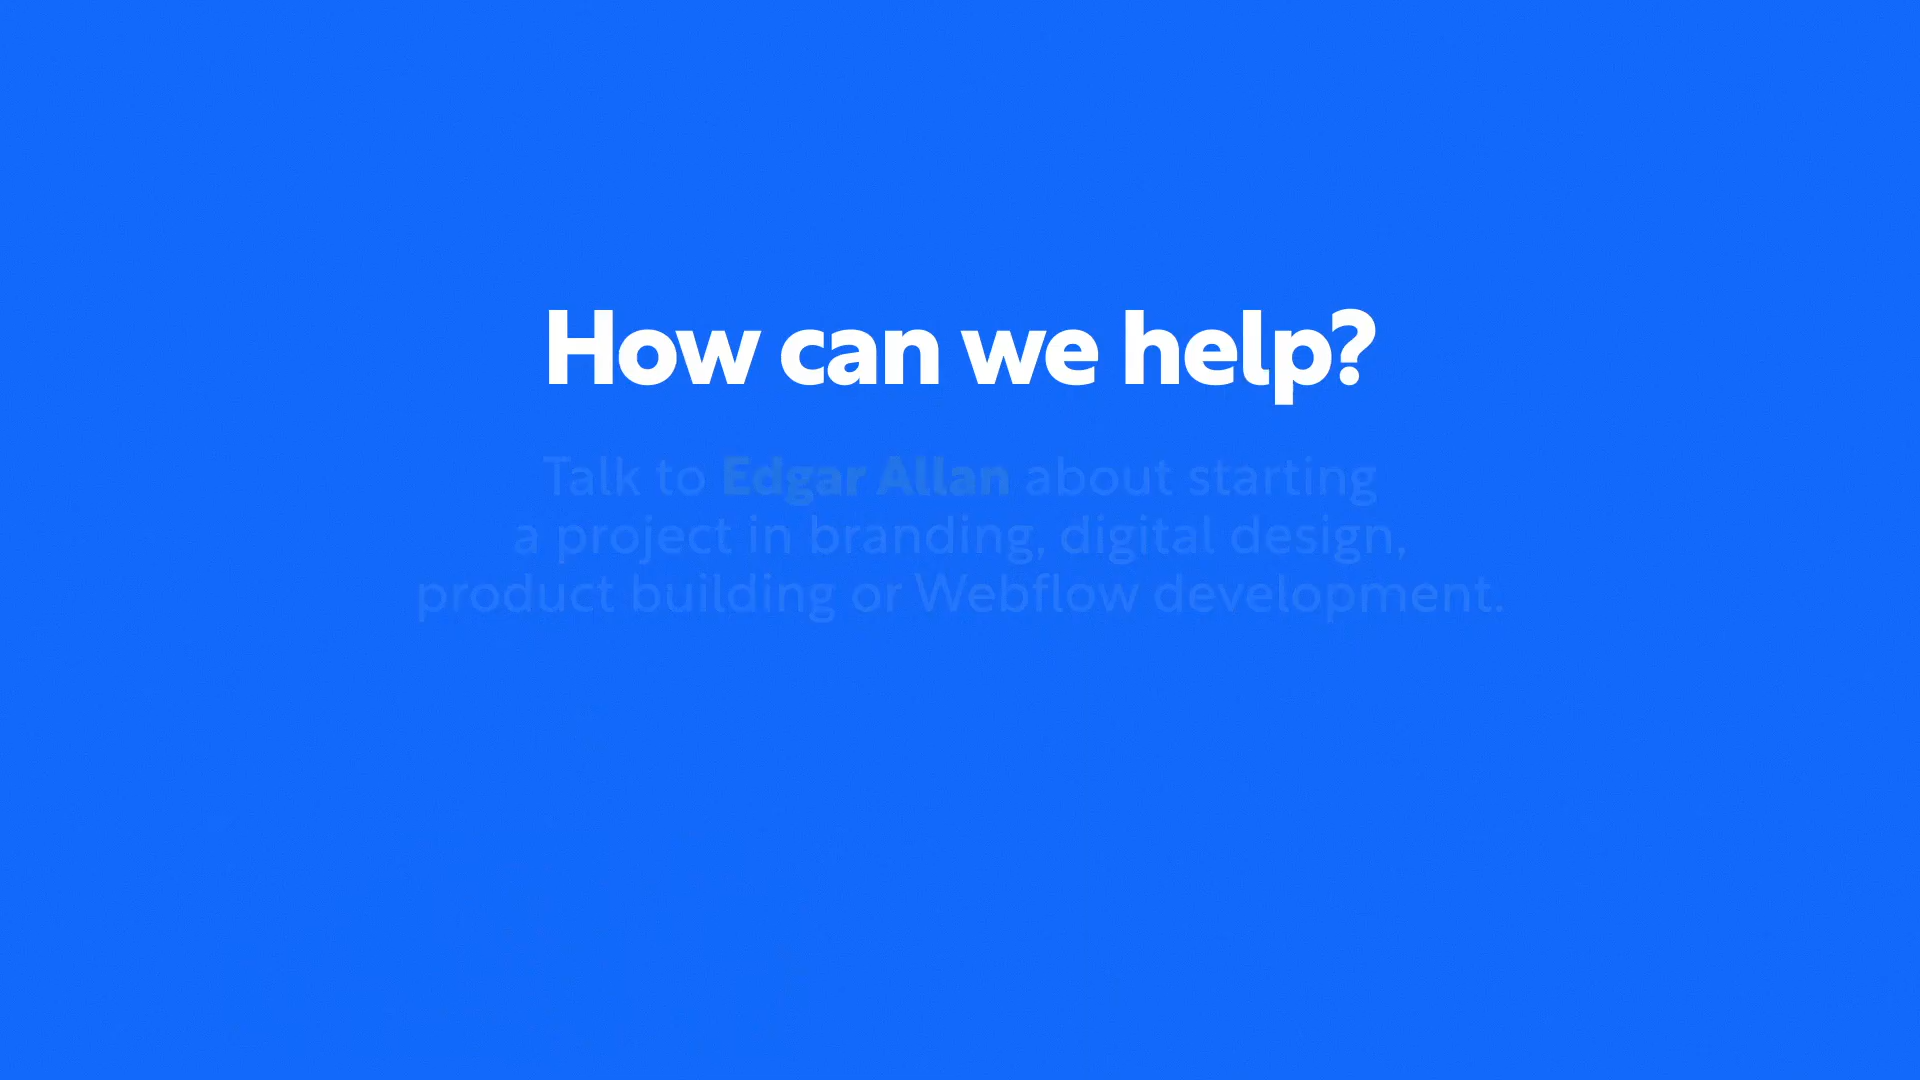 How can we help?
Talk to Edgar Allan about starting
a project in branding, digital design,
product building or Webflow development.